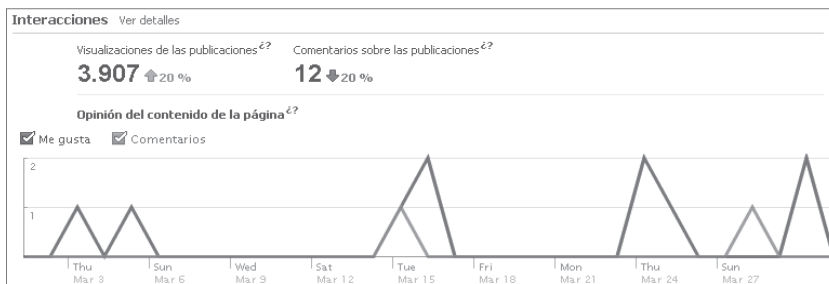 Interacciones Ver detalles
Visualizaciones de las publicaciones¿? Comentarios sobre las publicaciones¿?
3.907 20 % 12 20 %
Opinión del contenido de la página¿?
Me gusta Comentarios
2
1
Thu Sun Wed Sat Tue Fri Mon Thu Sun
Mar 3 Mar 6 Mar 9 Mar 12 Mar 15 Mar 18 Mar 21 Mar 24 Mar 27